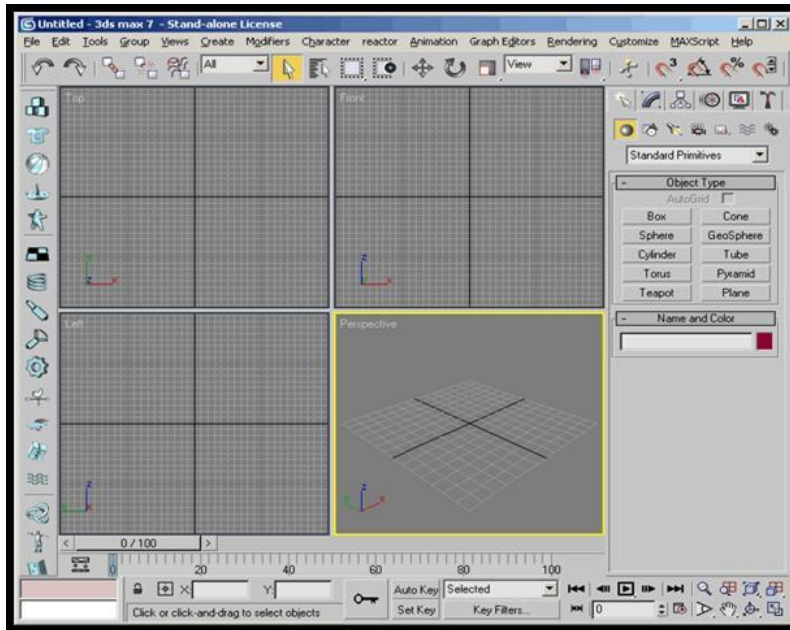 Untitled - 3ds max 7 - Stand-alone License
File Edit Tools Group Views Create Modifiers Character reactor Animation Graph Editors Rendering Customize MAXScript Help
All View
Top Front
Standard Primitives
- Object Type
AutoGrid
Box Cone
Sphere GeoSphere
Cylinder Tube
Torus Pyramid
Teapot Plane
y x z x
Left Perspective
- Name and Color
z z x
< 0 / 100 >
0 20 40 60 80 100
X: Y: Auto Key Selected
Click or click-and-drag to select objects Set Key Key Filters... 0